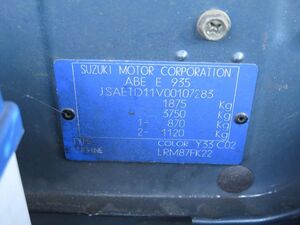 SUZUKI MOTOR CORPORATION
ABE E 935
JSAETD11V00107283
1875 Kg
3750 Kg
1- 870 Kg
2- 1120 Kg
COLOR Y33 C02
LRM87FK22